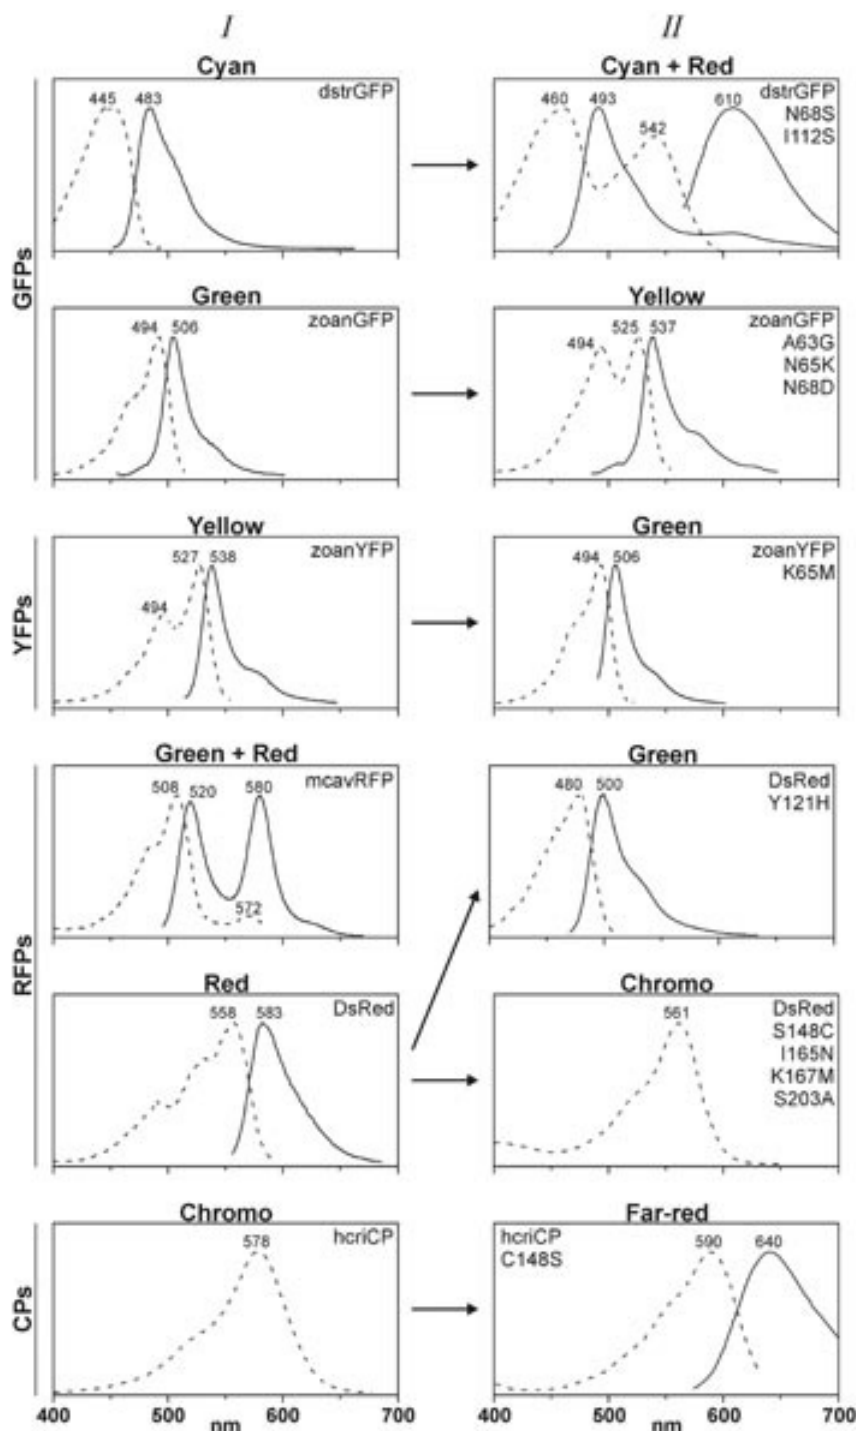 I II
Cyan Cyan + Red
445 483 dstrGFP 460 493 610 dstrGFP
542 N68S
I112S
GFPs
Green Yellow
494 506 zoanGFP 525 537 zoanGFP
494 A63G
N65K
N68D
Yellow Green
527 538 zoanYFP 494 506 zoanYFP
494 K65M
YFPs
Green + Red Green
508 520 580 mcavRFP 480 500 DsRed
572 Y121H
RFPs
Red Chromo
558 583 DsRed 561 DsRed
S148C
I165N
K167M
S203A
Chromo Far-red
578 hcriCP hcriCP 590 640
C148S
CPs
400 500 600 700 400 500 600 700
nm nm